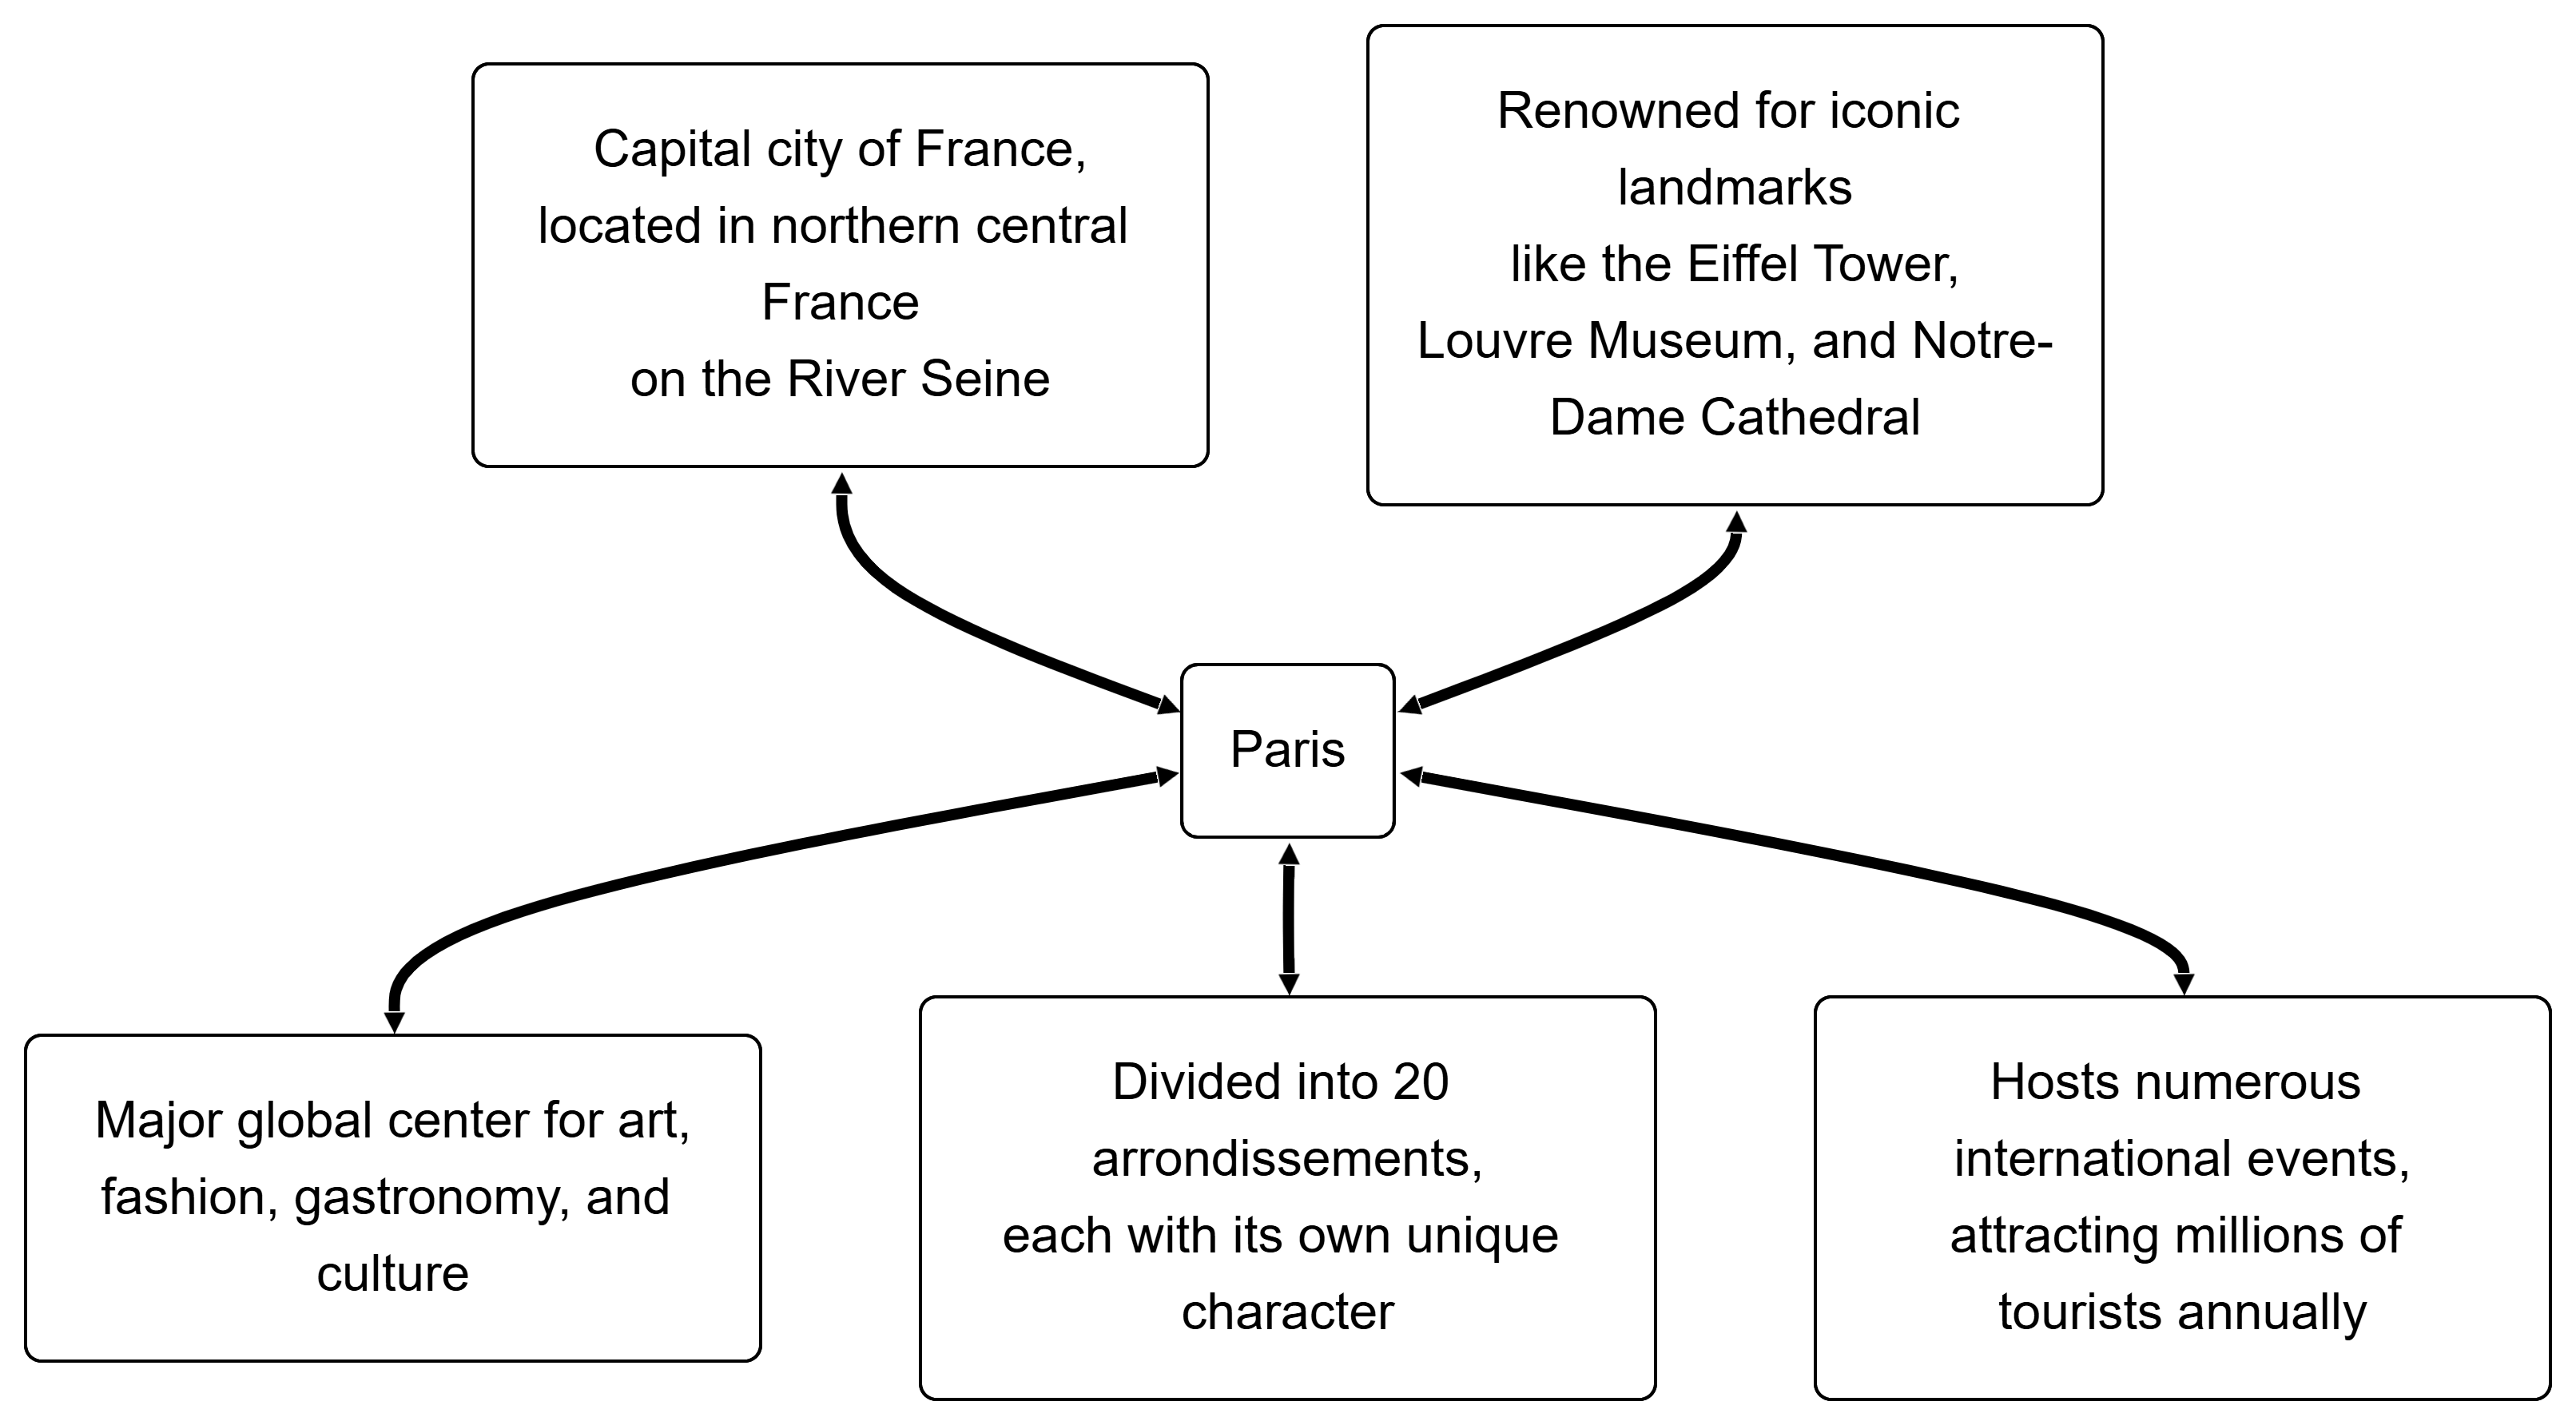 Capital city of France,
located in northern central
France
on the River Seine
Renowned for iconic
landmarks
like the Eiffel Tower,
Louvre Museum, and Notre-
Dame Cathedral
Paris
Major global center for art,
fashion, gastronomy, and
culture
Divided into 20
arrondissements,
each with its own unique
character
Hosts numerous
international events,
attracting millions of
tourists annually